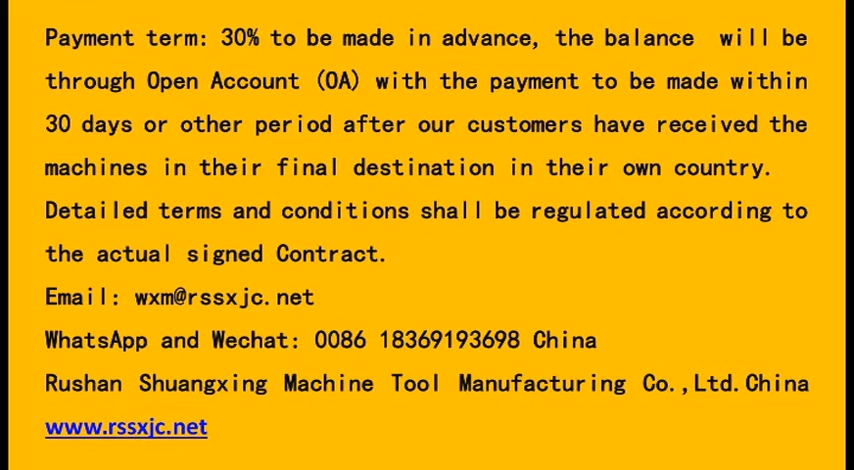 Payment term: 30% to be made in advance, the balance will be
through Open Account (OA) with the payment to be made within
30 days or other period after our customers have received the
machines in their final destination in their own country.
Detailed terms and conditions shall be regulated according to
the actual signed Contract.
Email: wxm@rssxjc.net
WhatsApp and Wechat: 0086 18369193698 China
Rushan Shuangxing Machine Tool Manufacturing Co.,Ltd.China
www.rssxjc.net